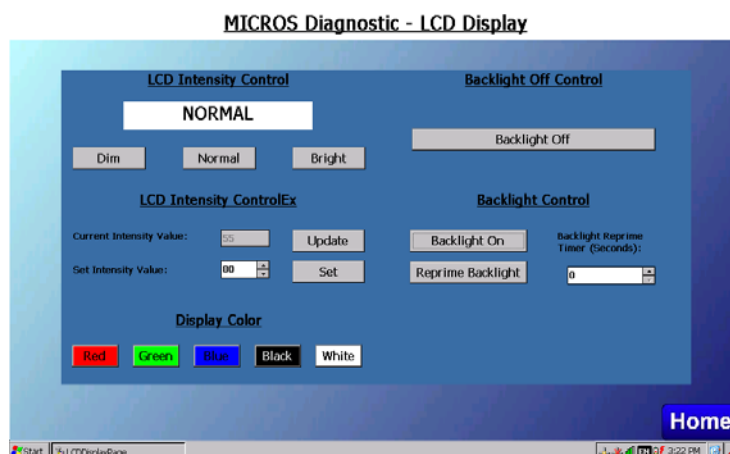 MICROS Diagnostic - LCD Display
LCD Intensity Control
NORMAL
Dim Normal Bright
LCD Intensity ControlEx
Current Intensity Value: 55 Update
Set Intensity Value: 00 Set
Display Color
Red Green Blue Black White
Backlight Off Control
Backlight Off
Backlight Control
Backlight On
Backlight Reprime
Timer (Seconds):
Reprime Backlight 0
Home
Start LCDDisplayPage EN 3:22 PM